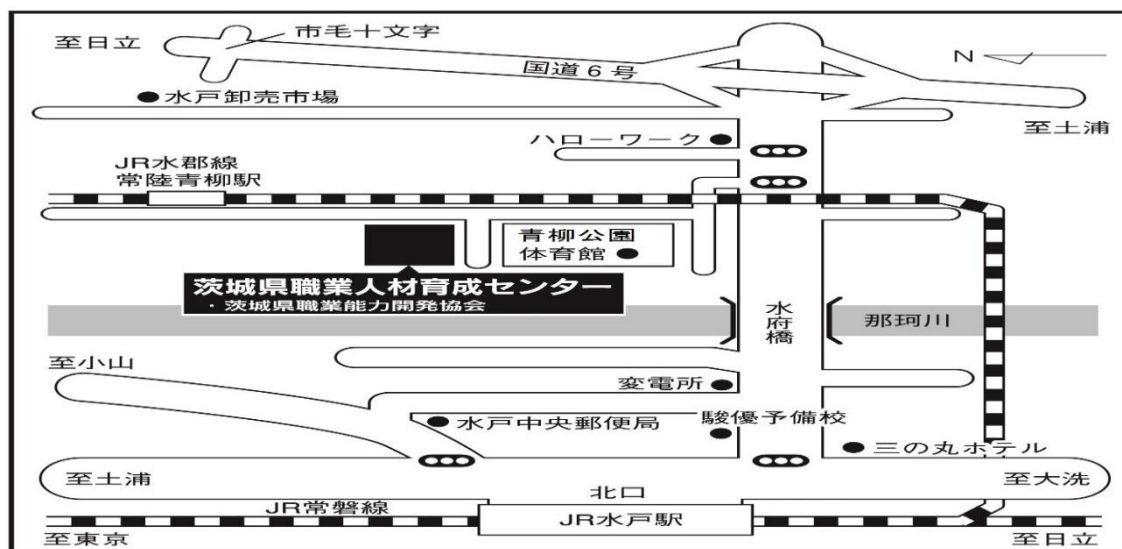 市毛十文字
至日立
N
国道6号
水戸卸売市場
至土浦
ハローワーク
JR水郡線
常陸青柳駅
青柳公園
体育館
茨城県職業人材育成センター
・茨城県職業能力開発協会
水府橋
那珂川
至小山
変電所
水戸中央郵便局
駿優予備校
三の丸ホテル
至土浦
至大洗
北口
JR常磐線
JR水戸駅
至東京
至日立